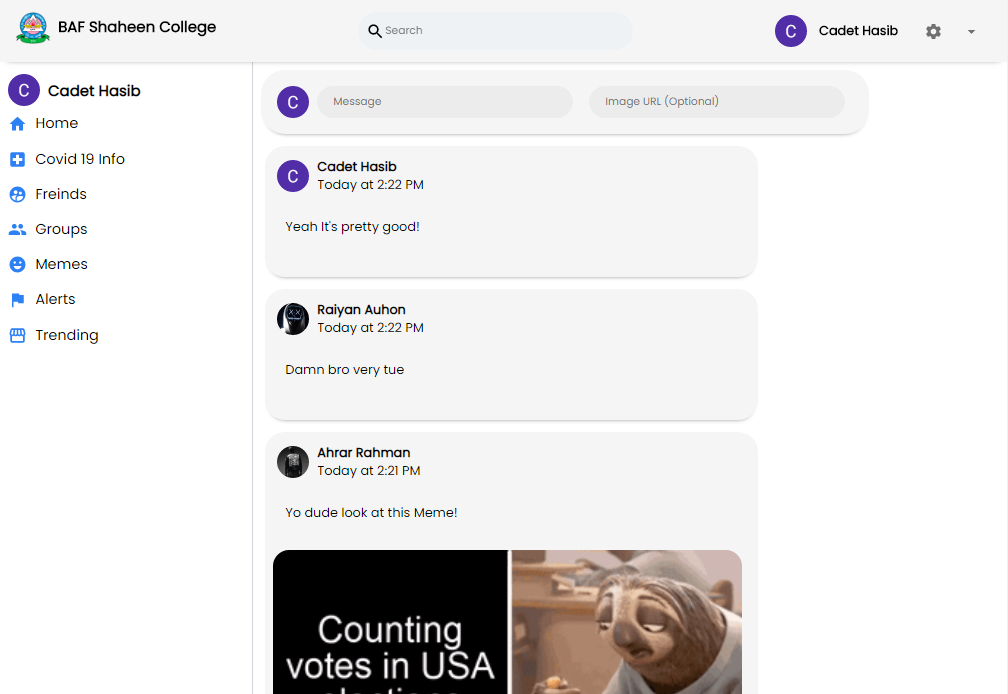 BAF Shaheen College
Search
C
Cadet Hasib
C
Cadet Hasib
Home
Covid 19 Info
Freinds
Groups
Memes
Alerts
Trending
C
Message
Image URL (Optional)
C
Cadet Hasib
Today at 2:22 PM
Yeah It's pretty good!
Raiyan Auhon
Today at 2:22 PM
Damn bro very tue
Ahrar Rahman
Today at 2:21 PM
Yo dude look at this Meme!
Counting
votes in USA
elections